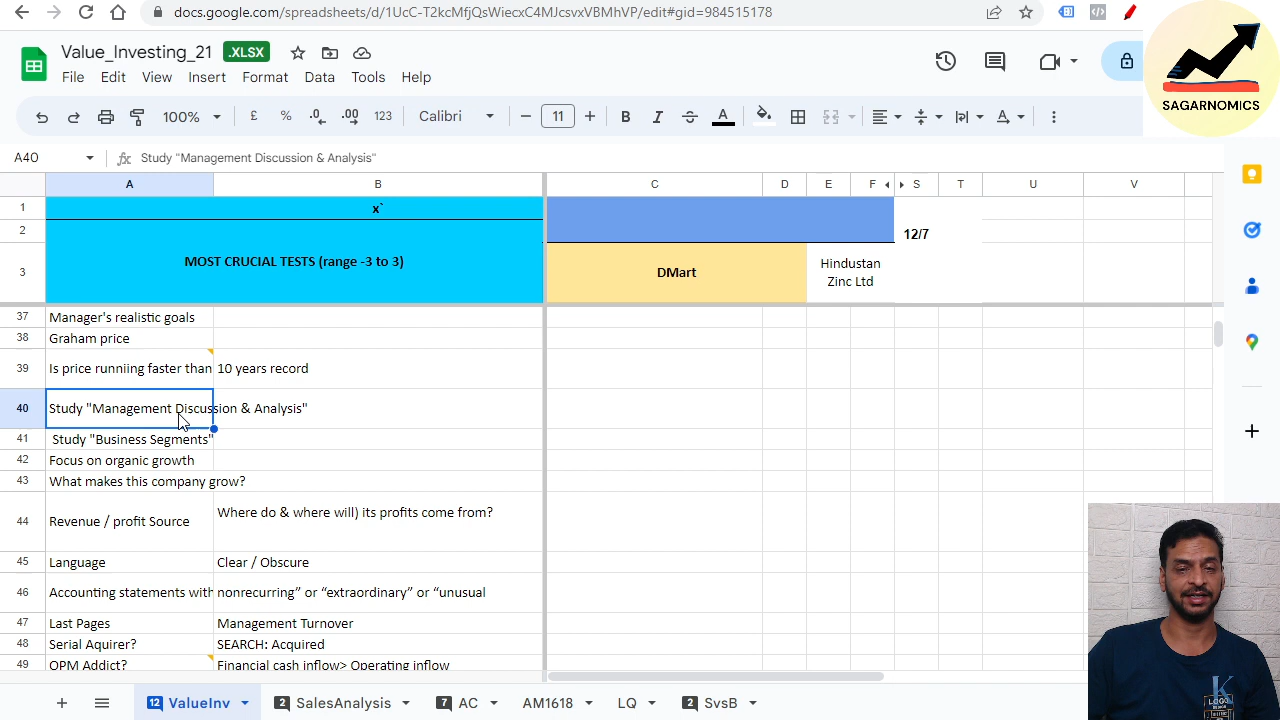 docs.google.com/spreadsheets/d/1UcC-T2kcMfjQsWiecxC4MJcsvxVBMhVP/edit#gid=984515178
Value_Investing_21 .XLSX
File Edit View Insert Format Data Tools Help
SAGARNOMICS
100% £ % .0 .00 123 Calibri 11 B I S A
A40 fx Study "Management Discussion & Analysis"
A B C D E F S T U V
1 x`
2 12/7
3 MOST CRUCIAL TESTS (range -3 to 3) DMart Hindustan
Zinc Ltd
37 Manager's realistic goals
38 Graham price
39 Is price runniing faster than 10 years record
40 Study "Management Discussion & Analysis"
41 Study "Business Segments"
42 Focus on organic growth
43 What makes this company grow?
44 Revenue / profit Source Where do & where will) its profits come from?
45 Language Clear / Obscure
46 Accounting statements with nonrecurring” or “extraordinary” or “unusual
47 Last Pages Management Turnover
48 Serial Aquirer? SEARCH: Acquired
49 OPM Addict? Financial cash inflow> Operating inflow
12 ValueInv 2 SalesAnalysis 7 AC AM1618 LQ 2 SvsB
K
LOGO